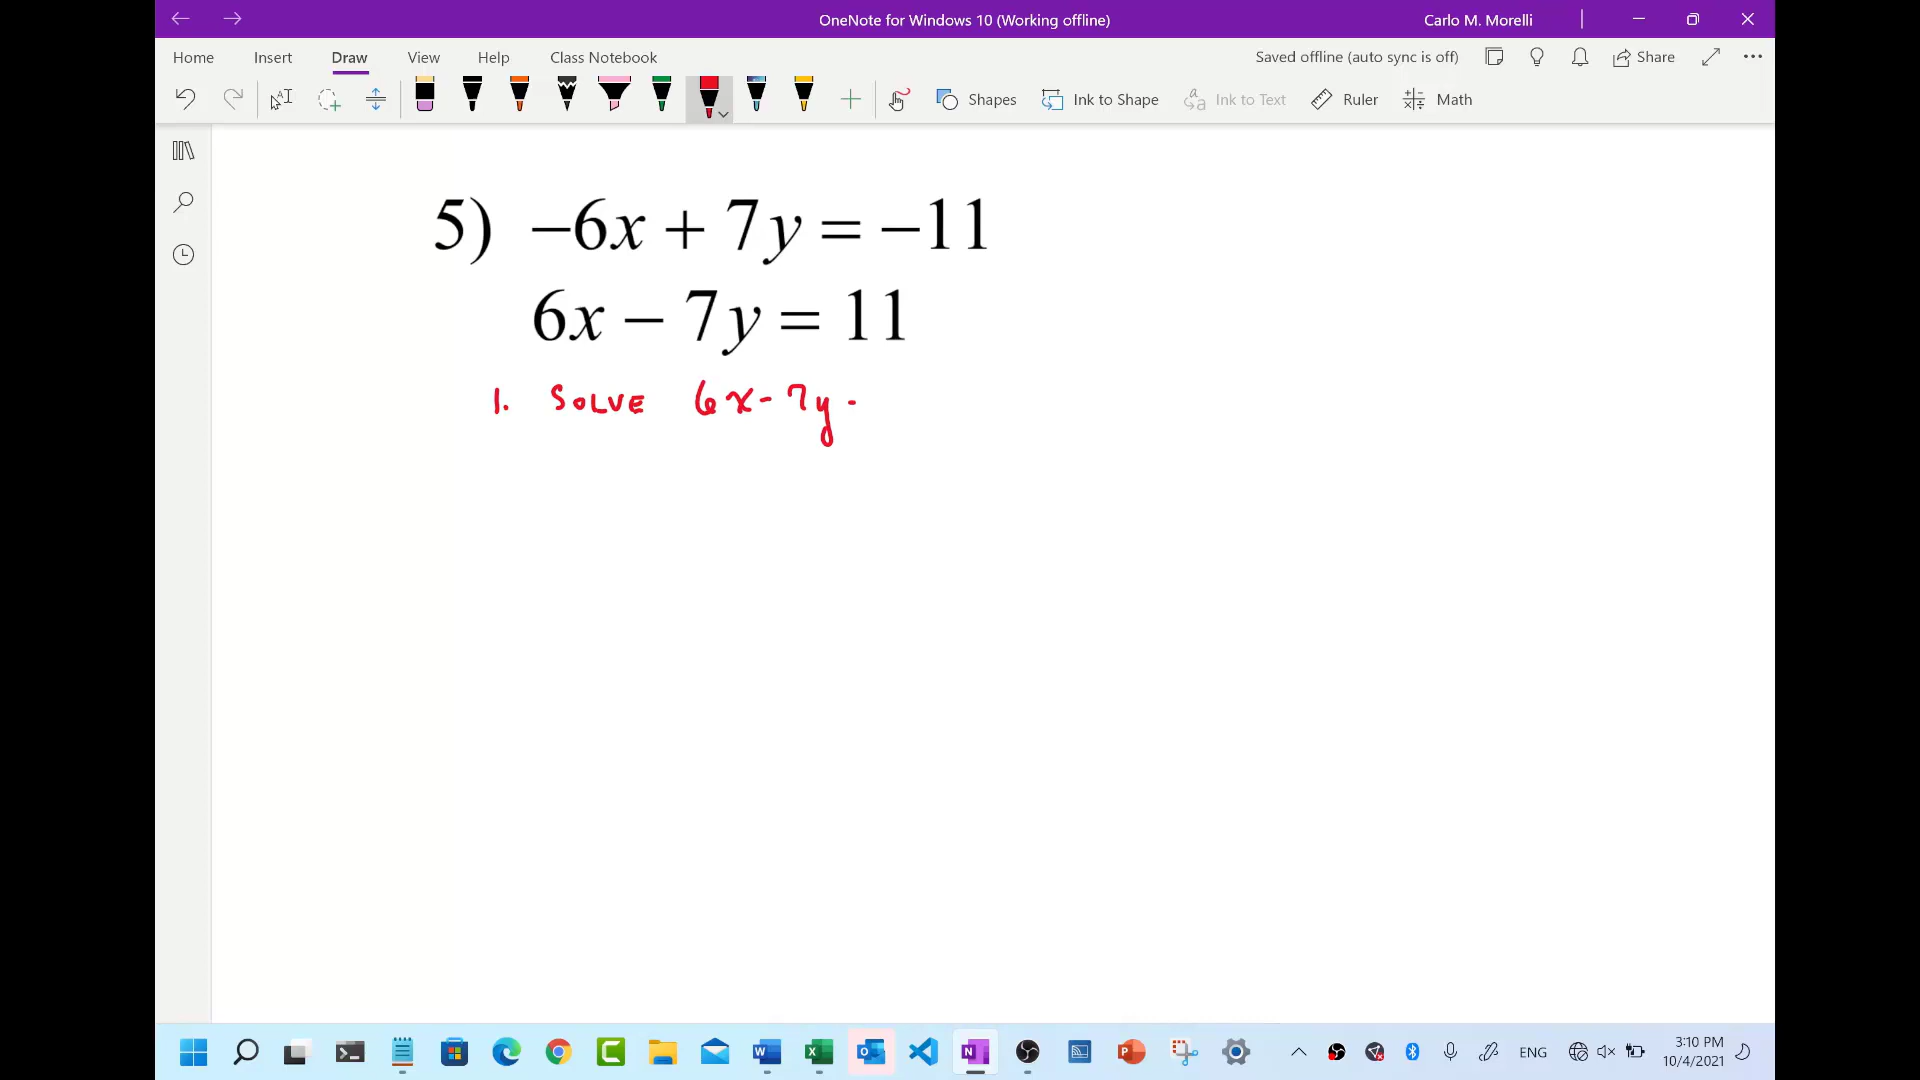 OneNote for Windows 10 (Working offline) Carlo M. Morelli
Home Insert Draw View Help Class Notebook Saved offline (auto sync is off) Share
Shapes Ink to Shape Ink to Text Ruler Math
5) −6x + 7y = −11
6x − 7y = 11
1. SOLVE 6x - 7y -
ENG 3:10 PM
10/4/2021